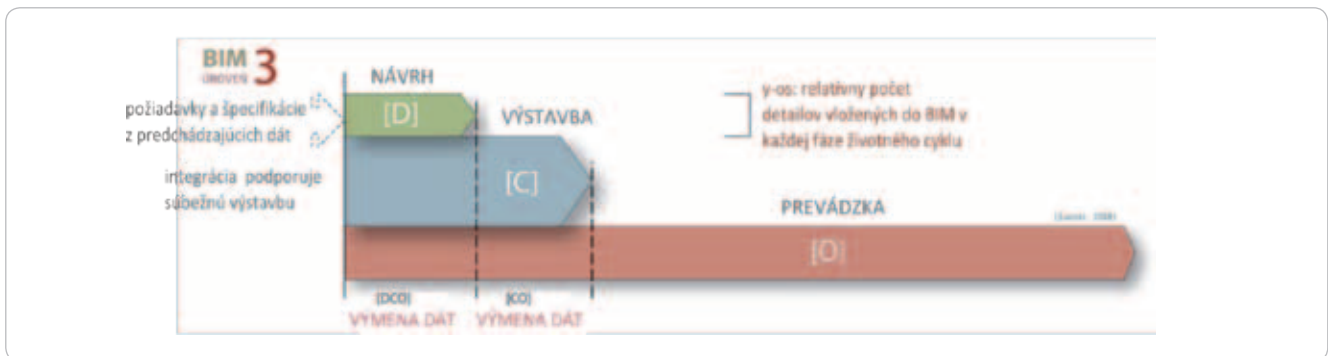 BIM
ÚROVEŇ 3
NÁVRH
požiadavky a špecifikácie
z predchádzajúcich dát
[D]
VÝSTAVBA
y-os: relatívny počet
detailov vložených do BIM v
každej fáze životného cyklu
integrácia podporuje
súbežnú výstavbu
[C]
PREVÁDZKA
[O]
[DCO]
[CO]
VÝMENA DÁT
VÝMENA DÁT